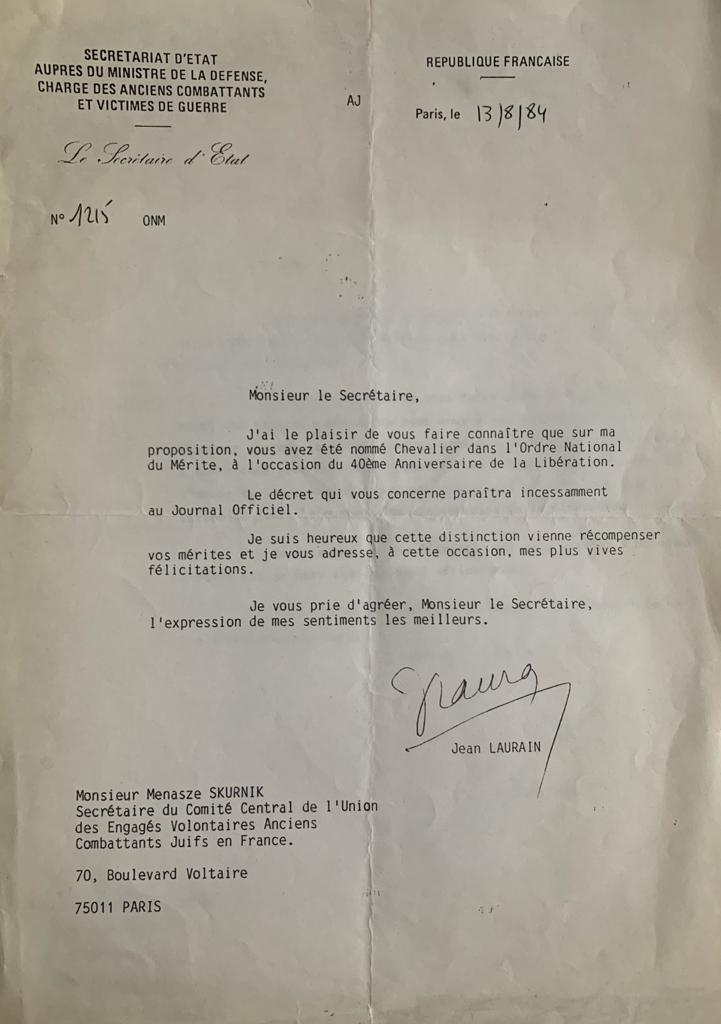 SECRETARIAT D'ETAT
AUPRES DU MINISTRE DE LA DEFENSE,
CHARGE DES ANCIENS COMBATTANTS
ET VICTIMES DE GUERRE
REPUBLIQUE FRANCAISE
AJ
Paris, le 13/8/84
Le Secrétaire d'Etat
N° 1215 ONM
Monsieur le Secrétaire,
J'ai le plaisir de vous faire connaître que sur ma
proposition, vous avez été nommé Chevalier dans l'Ordre National
du Mérite, à l'occasion du 40ème Anniversaire de la Libération.
Le décret qui vous concerne paraîtra incessamment
au Journal Officiel.
Je suis heureux que cette distinction vienne récompenser
vos mérites et je vous adresse, à cette occasion, mes plus vives
félicitations.
Je vous prie d'agréer, Monsieur le Secrétaire,
l'expression de mes sentiments les meilleurs.
Jean LAURAIN
Monsieur Menasze SKURNIK
Secrétaire du Comité Central de l'Union
des Engagés Volontaires Anciens
Combattants Juifs en France.
70, Boulevard Voltaire
75011 PARIS